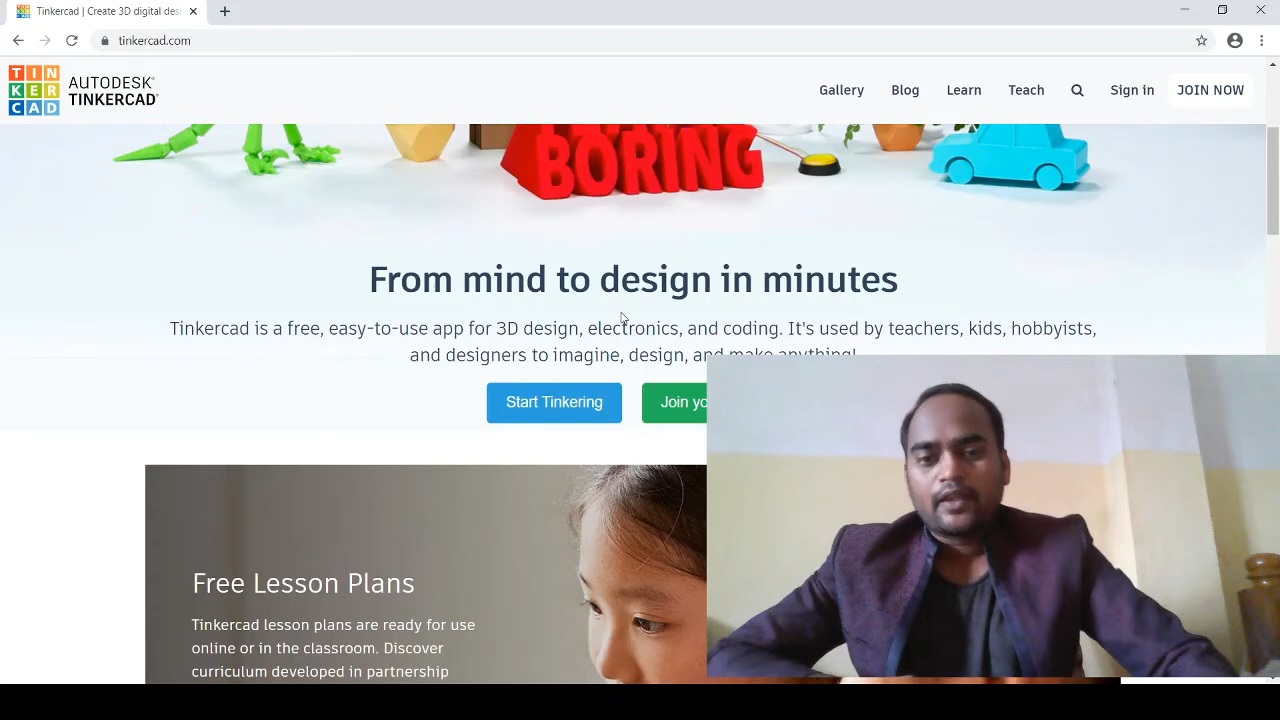 Tinkercad | Create 3D digital des
tinkercad.com
TIN
KER
CAD
AUTODESK
TINKERCAD
Gallery Blog Learn Teach Sign in JOIN NOW
BORING
From mind to design in minutes
Tinkercad is a free, easy-to-use app for 3D design, electronics, and coding. It's used by teachers, kids, hobbyists,
and designers to imagine, design, and make anything!
Start Tinkering Join yo
Free Lesson Plans
Tinkercad lesson plans are ready for use
online or in the classroom. Discover
curriculum developed in partnership